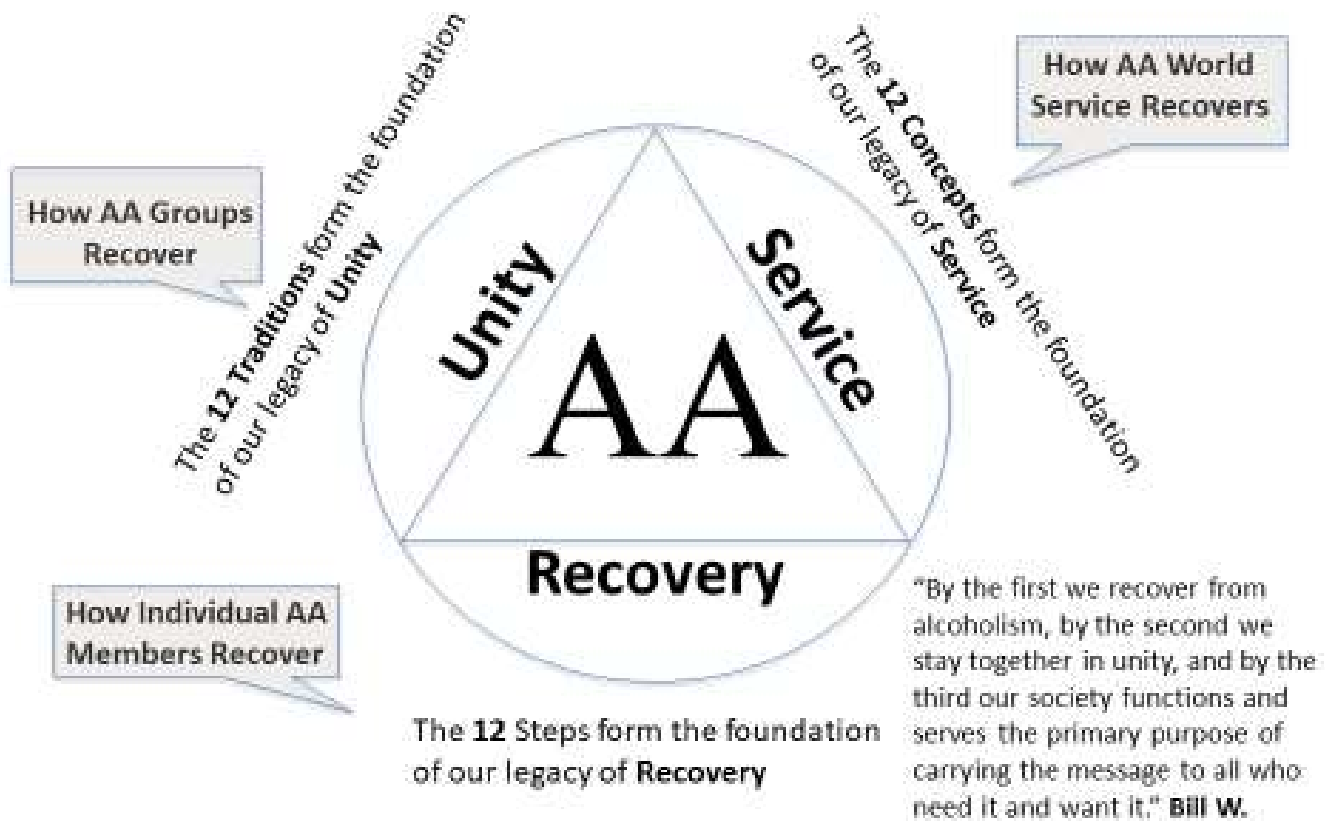 The 12 Traditions form the foundation
of our legacy of Unity
The 12 Concepts form the foundation
of our legacy of Service
How AA World
Service Recovers
How AA Groups
Recover
Unity
Service
AA
Recovery
How Individual AA
Members Recover
The 12 Steps form the foundation
of our legacy of Recovery
“By the first we recover from
alcoholism, by the second we
stay together in unity, and by the
third our society functions and
serves the primary purpose of
carrying the message to all who
need it and want it.” Bill W.